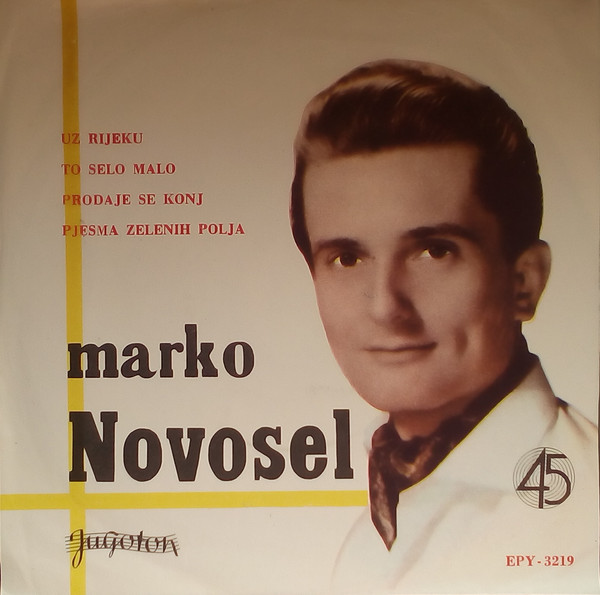 UZ RIJEKU
TO SELO MALO
PRODAJE SE KONJ
PJESMA ZELENIH POLJA
marko
Novosel
45
Jugoton
EPY-3219